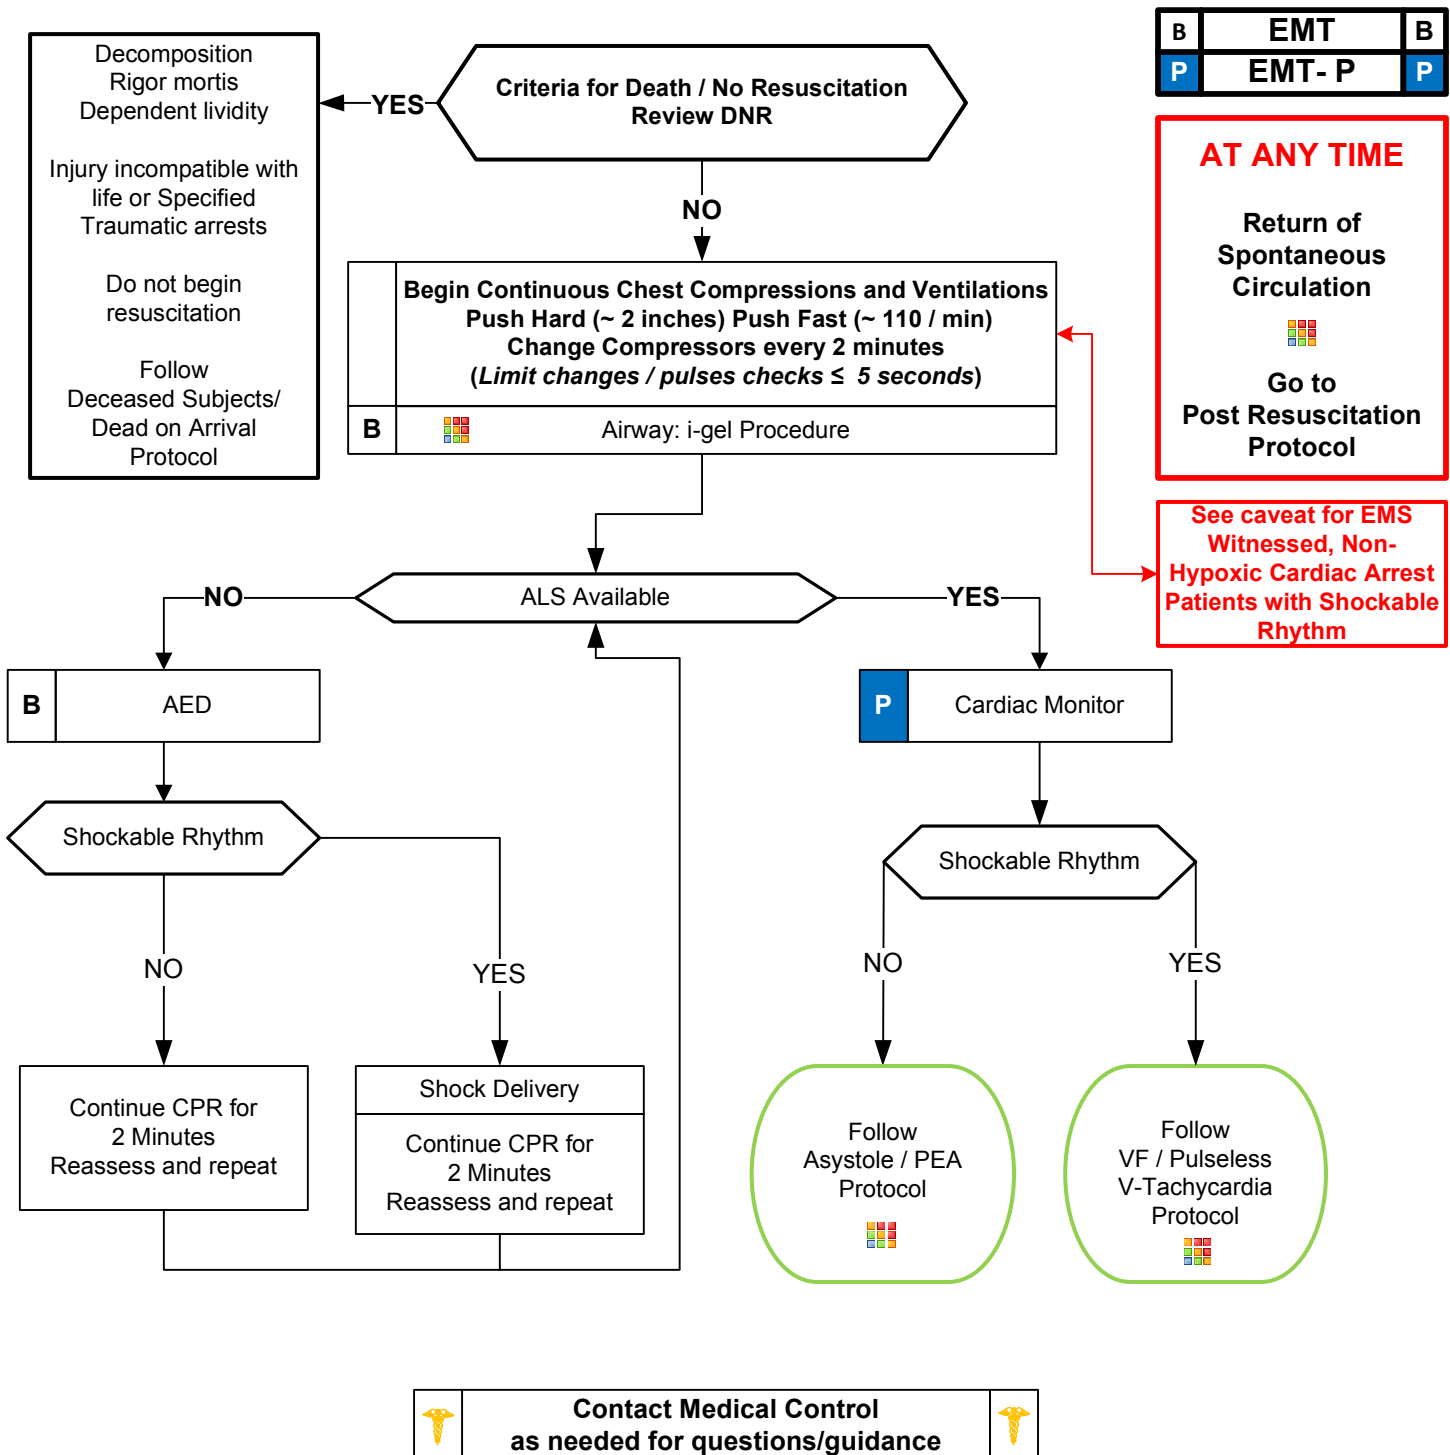 B EMT B
P EMT- P P
Decomposition
Rigor mortis
Dependent lividity
Injury incompatible with
life or Specified
Traumatic arrests
Do not begin
resuscitation
Follow
Deceased Subjects/
Dead on Arrival
Protocol
YES
Criteria for Death / No Resuscitation
Review DNR
NO
AT ANY TIME
Return of
Spontaneous
Circulation
Go to
Post Resuscitation
Protocol
Begin Continuous Chest Compressions and Ventilations
Push Hard (~ 2 inches) Push Fast (~ 110 / min)
Change Compressors every 2 minutes
(Limit changes / pulses checks ≤ 5 seconds)
B Airway: i-gel Procedure
See caveat for EMS
Witnessed, Non-
Hypoxic Cardiac Arrest
Patients with Shockable
Rhythm
NO
ALS Available
YES
B AED
P Cardiac Monitor
Shockable Rhythm
Shockable Rhythm
NO
YES
NO
YES
Continue CPR for
2 Minutes
Reassess and repeat
Shock Delivery
Continue CPR for
2 Minutes
Reassess and repeat
Follow
Asystole / PEA
Protocol
Follow
VF / Pulseless
V-Tachycardia
Protocol
Contact Medical Control
as needed for questions/guidance